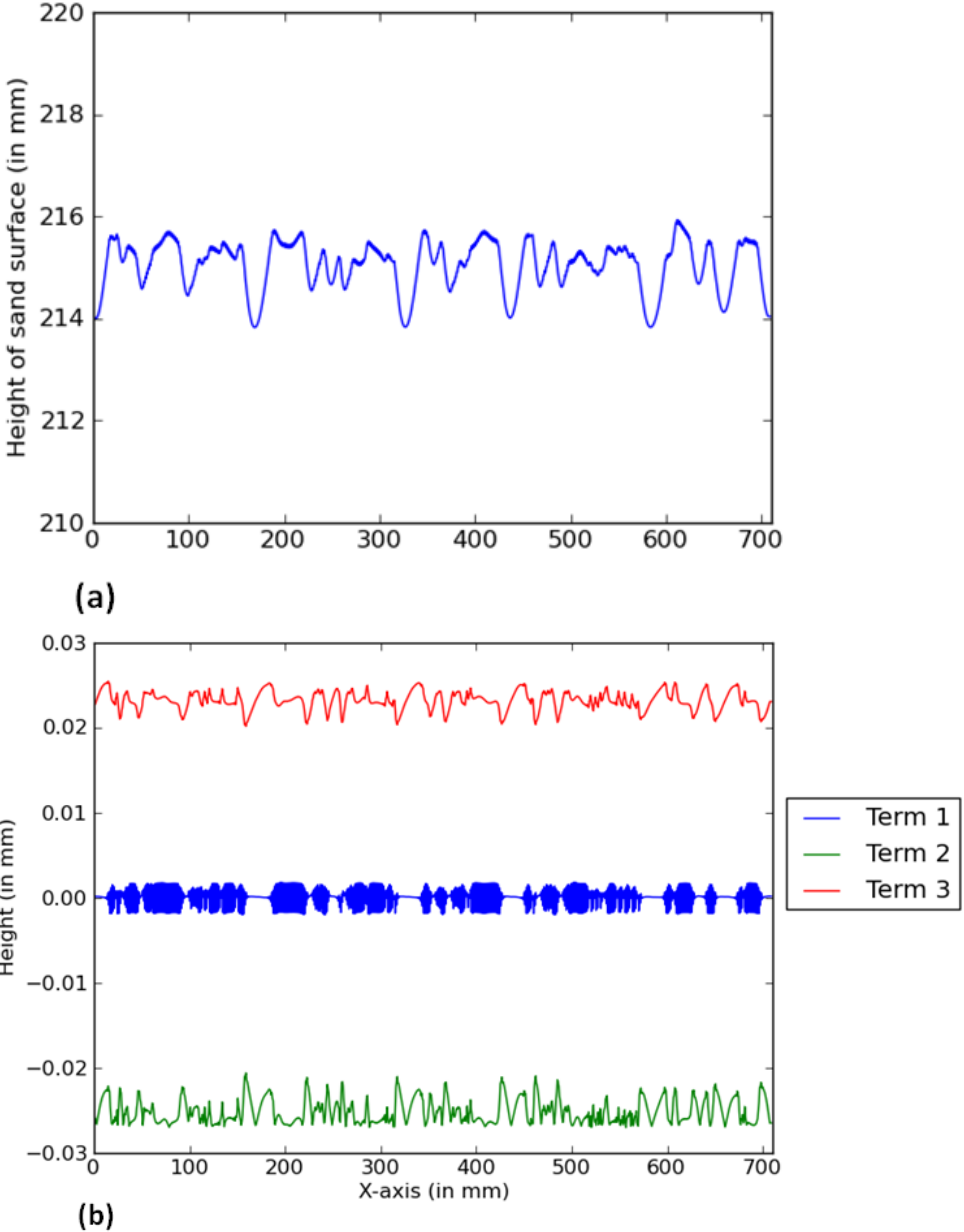 220
218
216
214
212
210
Height of sand surface (in mm)
0 100 200 300 400 500 600 700
(a)
0.03
0.02
0.01
0.00
−0.01
−0.02
−0.03
Height (in mm)
0 100 200 300 400 500 600 700
X-axis (in mm)
Term 1
Term 2
Term 3
(b)